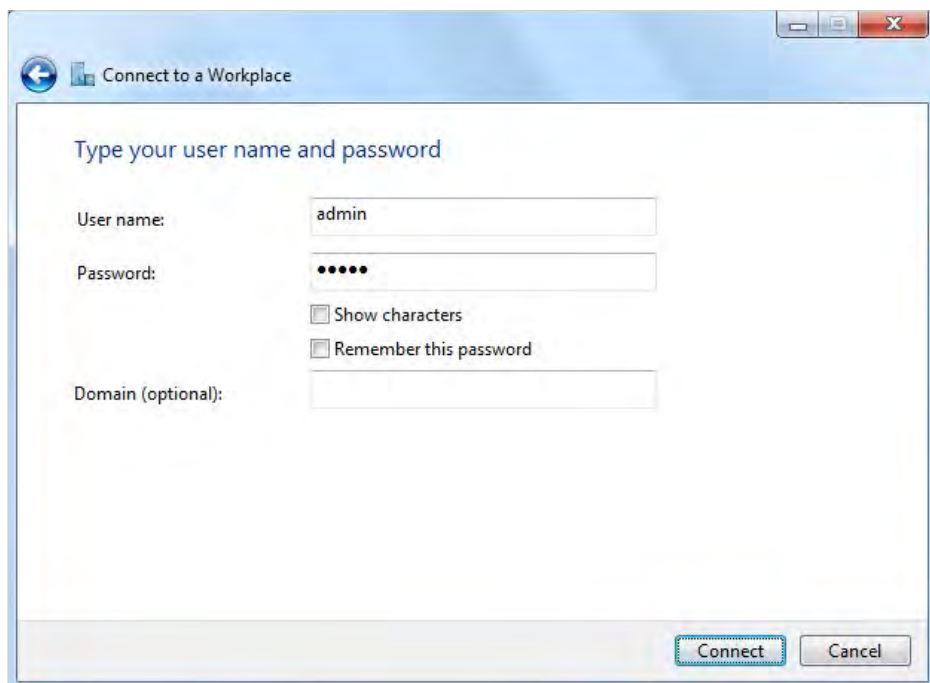 Connect to a Workplace
Type your user name and password
User name: admin
Password: •••••
Show characters
Remember this password
Domain (optional):
Connect Cancel